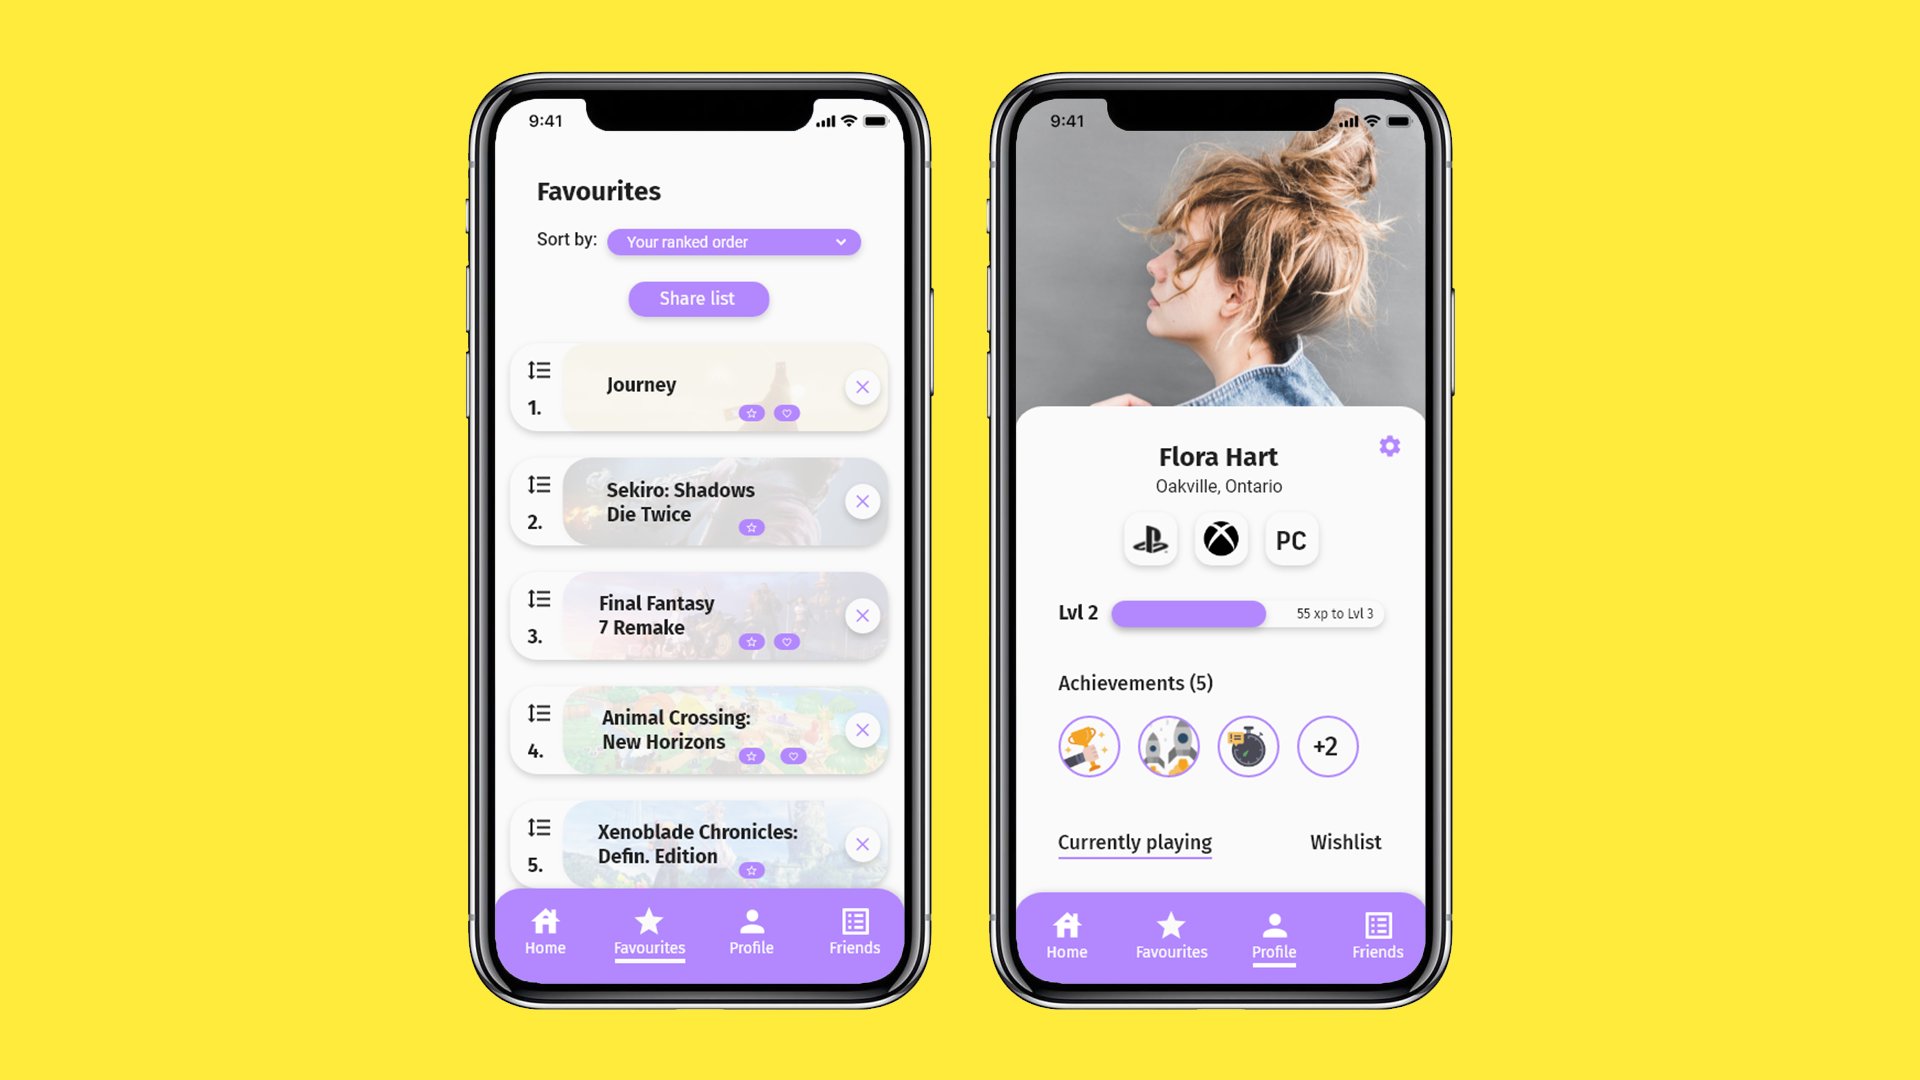 9:41
Favourites
Sort by: Your ranked order
Share list
1.
Journey
2.
Sekiro: Shadows
Die Twice
3.
Final Fantasy
7 Remake
4.
Animal Crossing:
New Horizons
5.
Xenoblade Chronicles:
Defin. Edition
Home Favourites Profile Friends
9:41
Flora Hart
Oakville, Ontario
PC
Lvl 2 55 xp to Lvl 3
Achievements (5)
+2
Currently playing Wishlist
Home Favourites Profile Friends